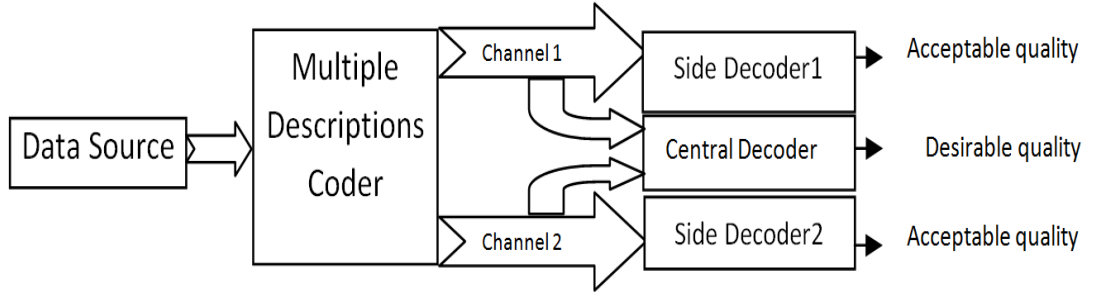 Data Source
Multiple
Descriptions
Coder
Channel 1
Channel 2
Side Decoder1
Central Decoder
Side Decoder2
Acceptable quality
Desirable quality
Acceptable quality